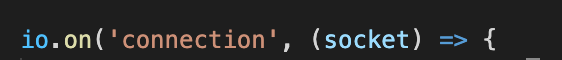 io.on('connection', (socket) => {